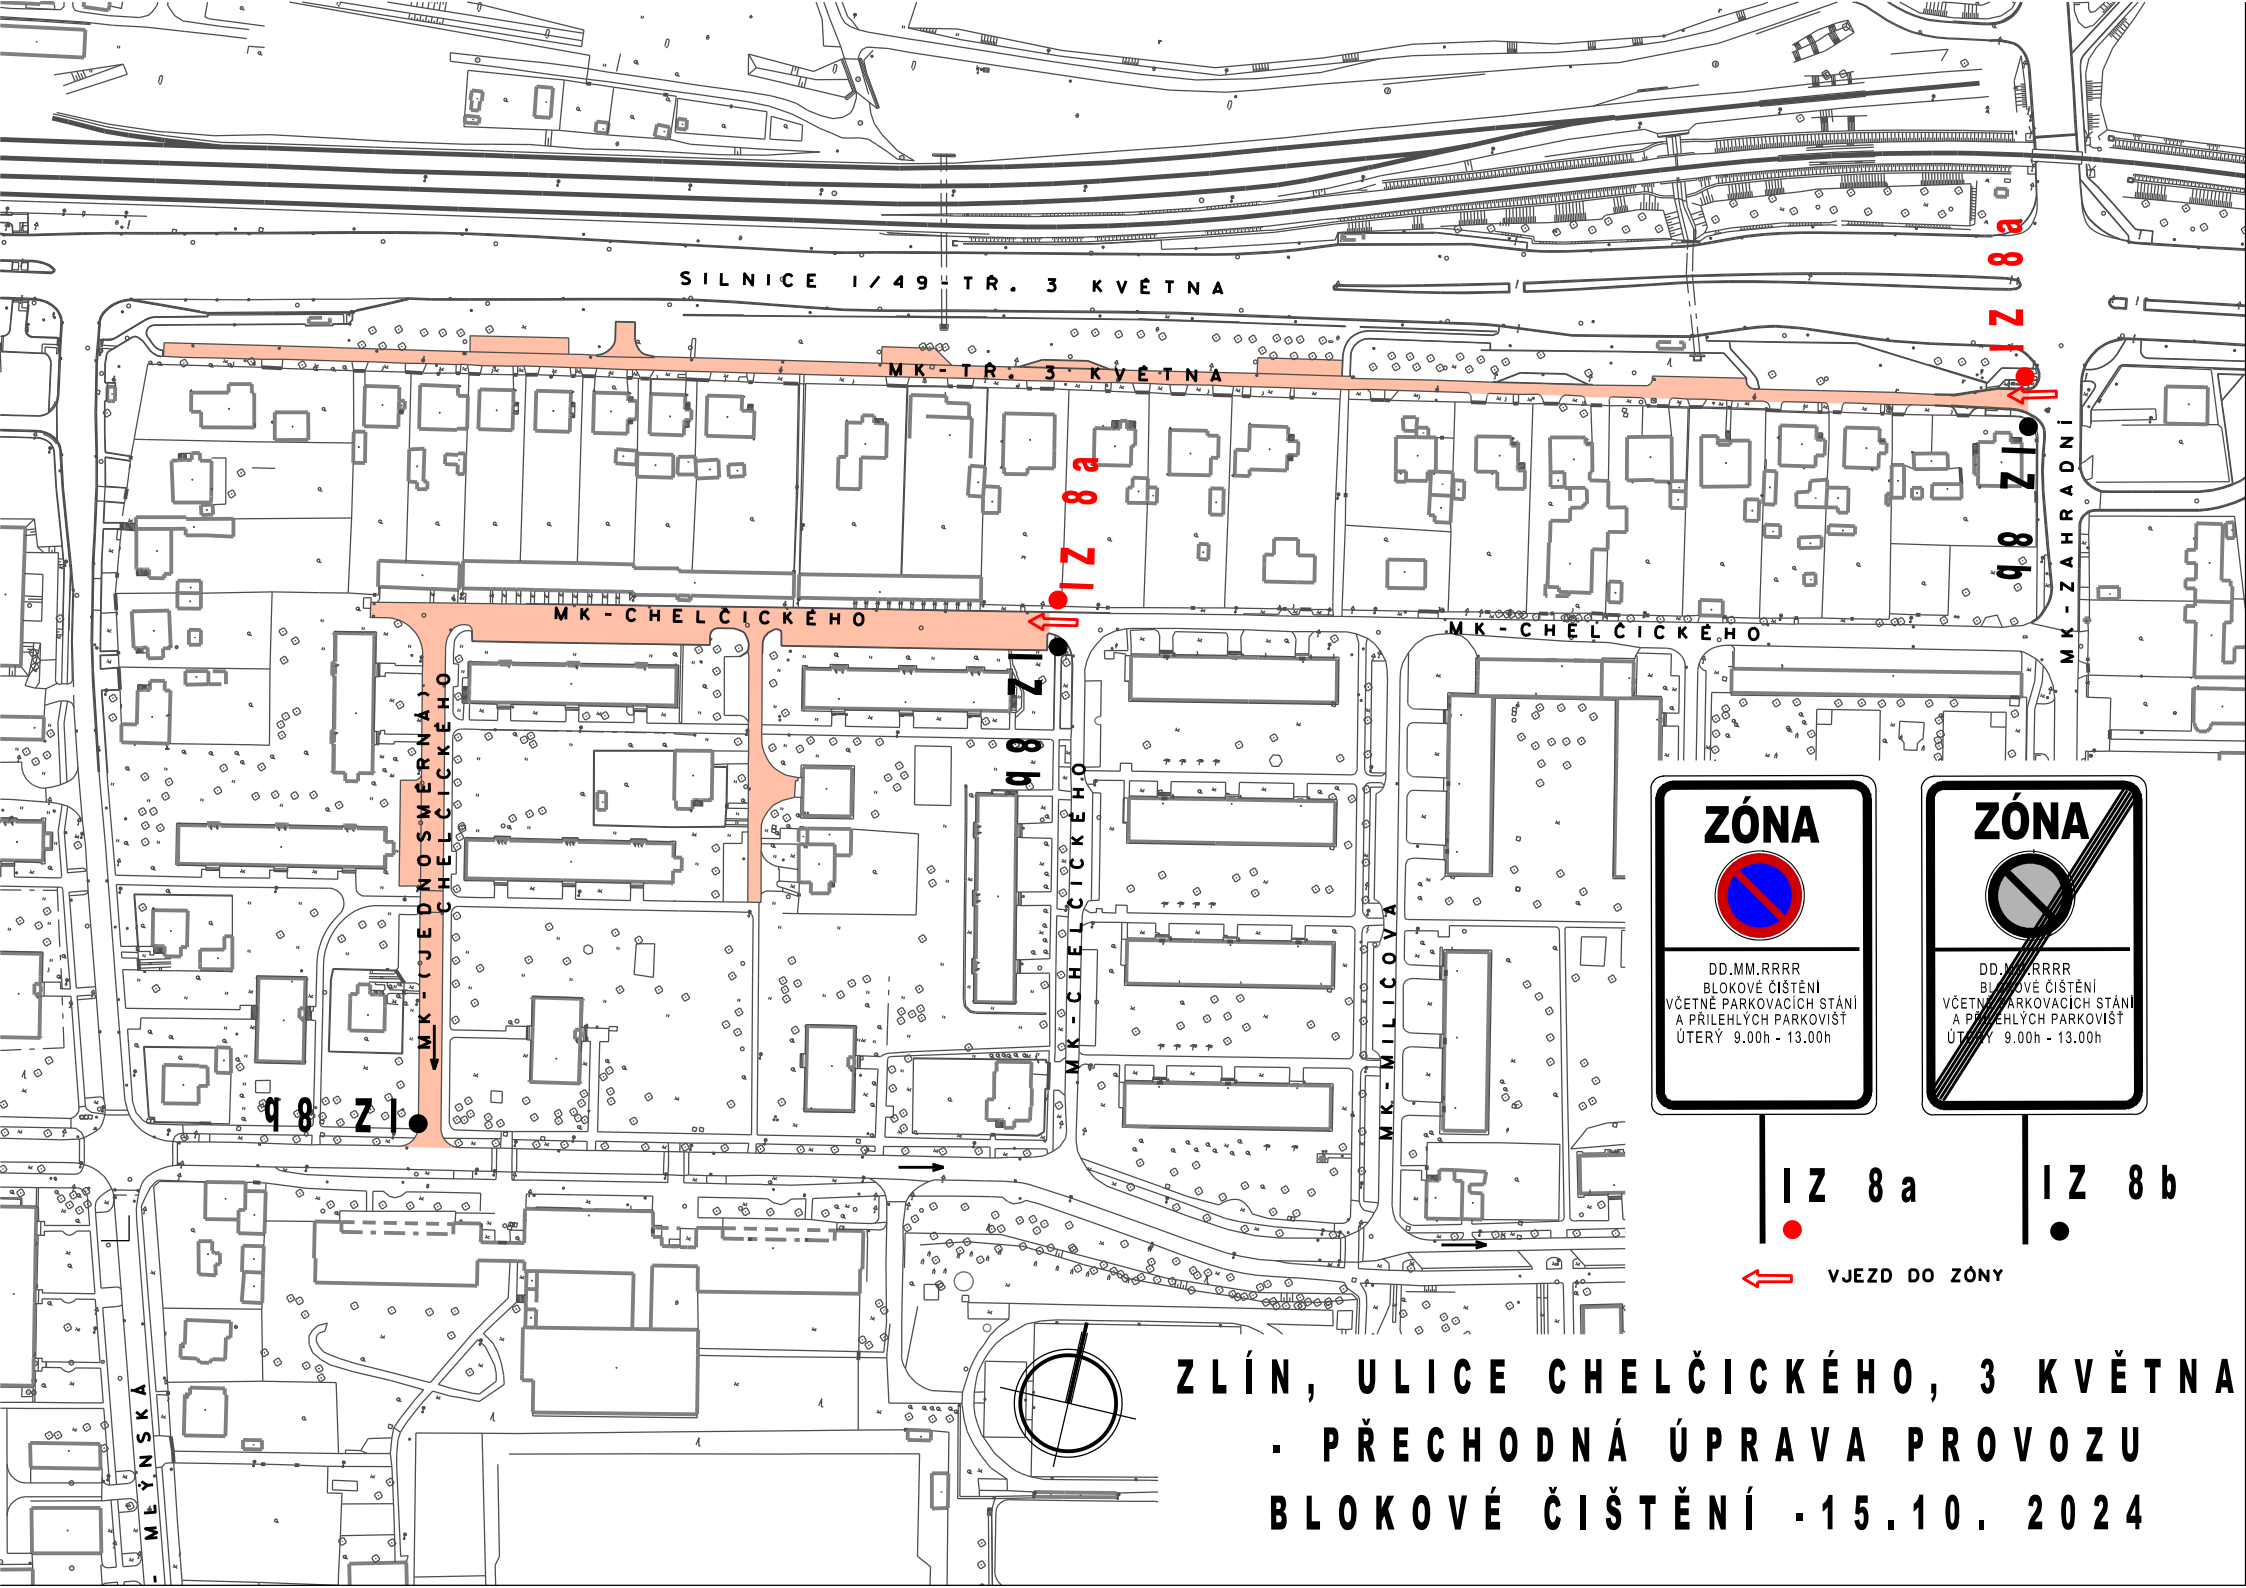 SILNICE I/49-TŘ. 3 KVĚTNA
IZ 8a
MK-TŘ. 3 KVĚTNA
IZ 8b
MK-ZAHRADNÍ
IZ 8a
MK-CHELČICKÉHO
MK-CHELČICKÉHO
IZ 8b
MK-(JEDNOSMĚRNÁ)
CHELČICKÉHO
MK-CHELČICKÉHO
MK-MILÍČOVA
IZ 8b
ZÓNA
DD.MM.RRRR
BLOKOVÉ ČIŠTĚNÍ
VČETNĚ PARKOVACÍCH STÁNÍ
A PŘILEHLÝCH PARKOVIŠŤ
ÚTERÝ 9.00h - 13.00h
ZÓNA
DD.MM.RRRR
BLOKOVÉ ČIŠTĚNÍ
VČETNĚ PARKOVACÍCH STÁNÍ
A PŘILEHLÝCH PARKOVIŠŤ
ÚTERÝ 9.00h - 13.00h
IZ 8a
IZ 8b
VJEZD DO ZÓNY
- MLÝNSKÁ
ZLÍN, ULICE CHELČICKÉHO, 3 KVĚTNA
- PŘECHODNÁ ÚPRAVA PROVOZU
BLOKOVÉ ČIŠTĚNÍ -15.10. 2024